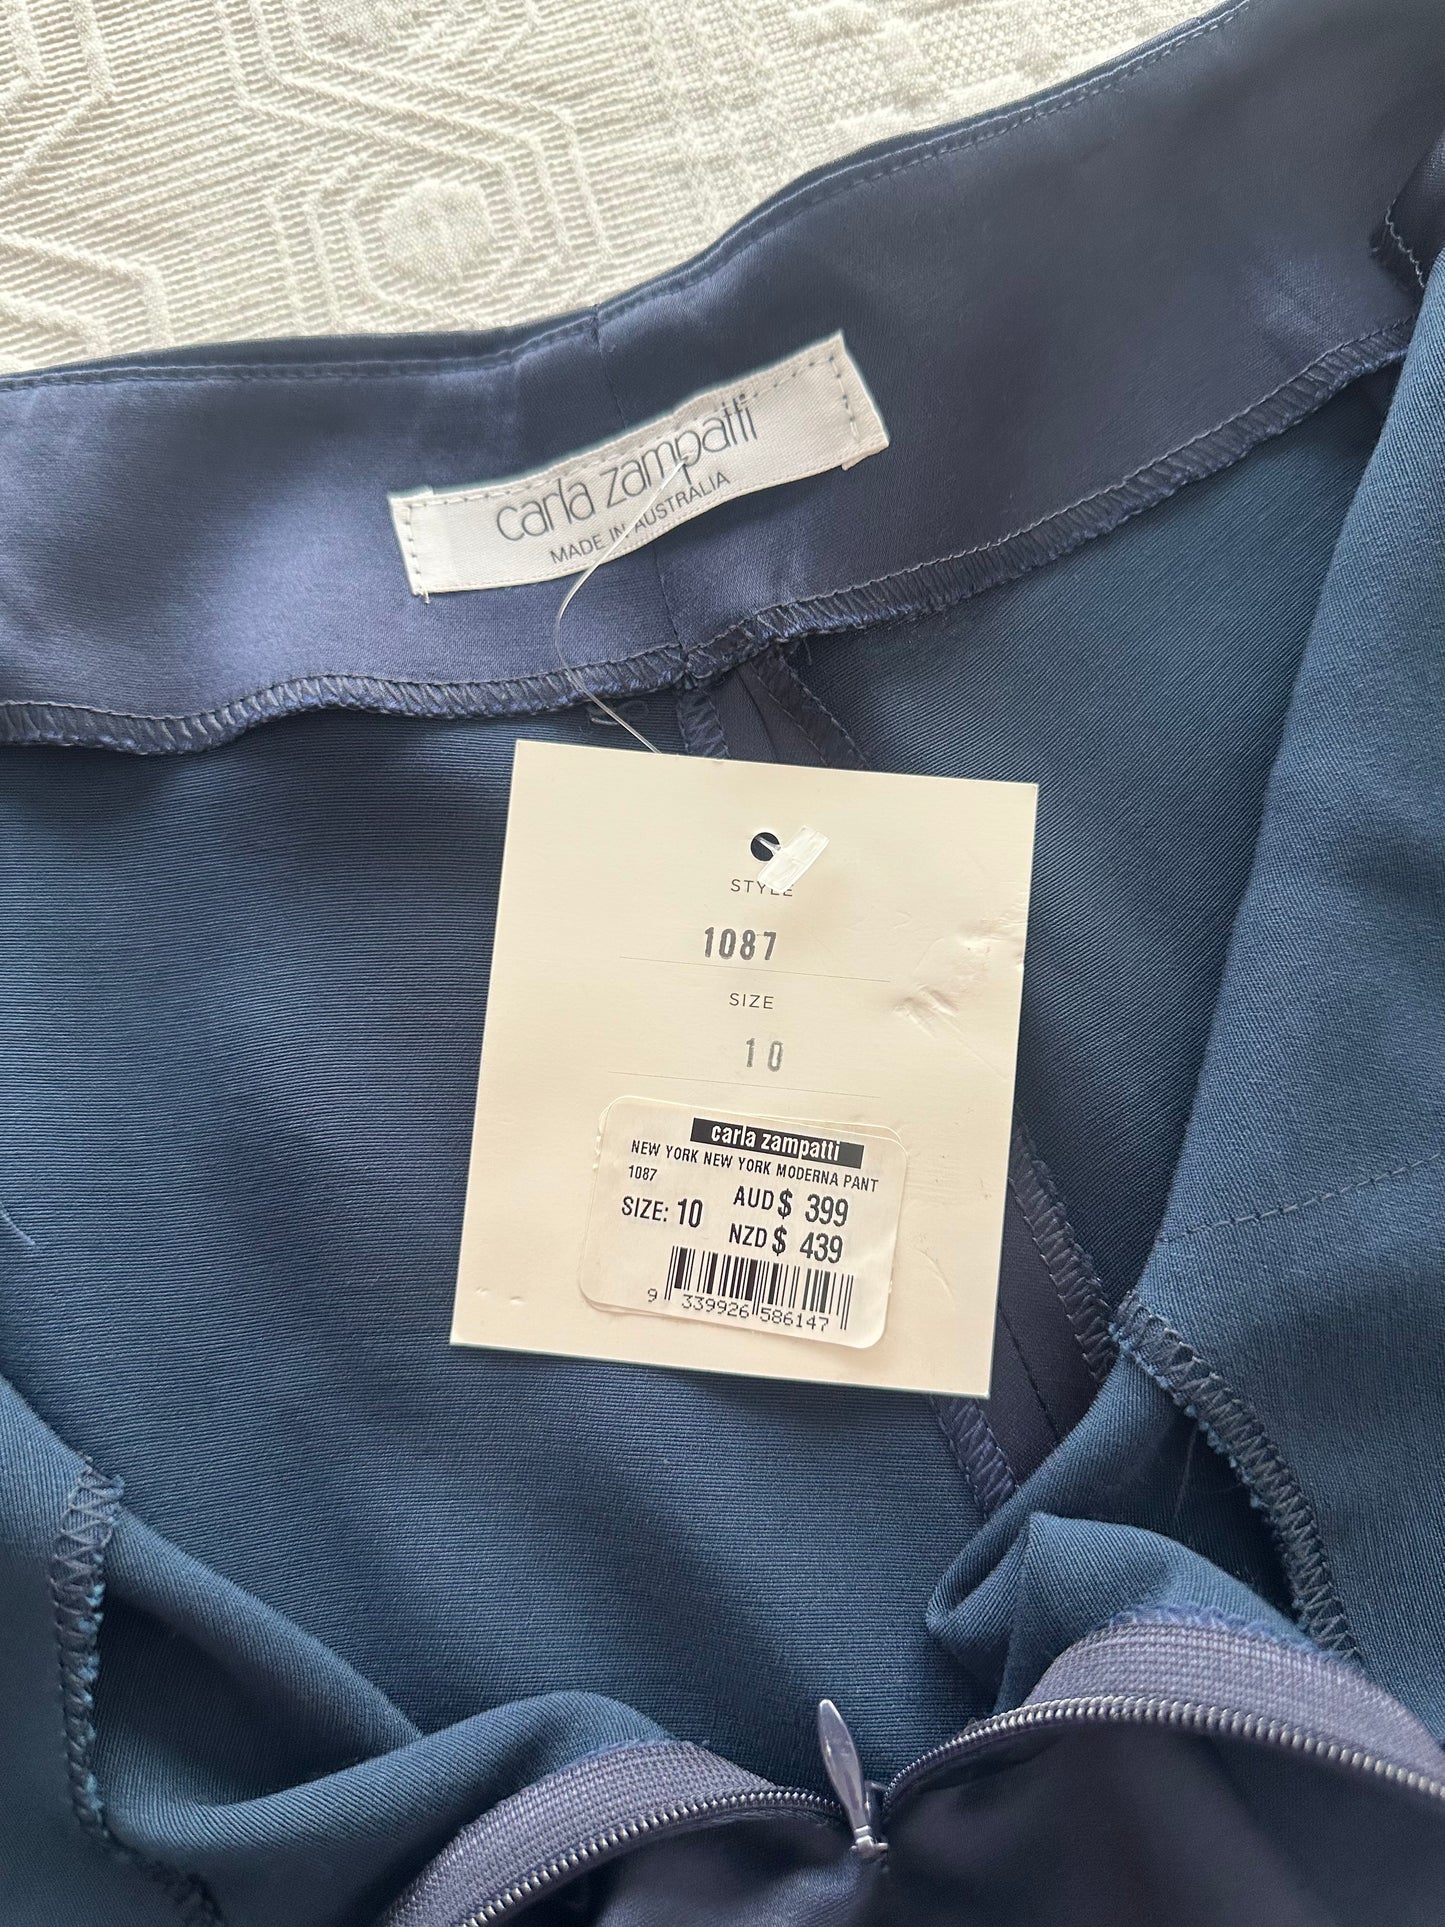 carla zampatti
MADE IN AUSTRALIA
STYLE
1087
SIZE
10
carla zampatti
NEW YORK NEW YORK MODERNA PANT
1087
SIZE: 10
AUD $ 399
NZD $ 439
9 339926 586147